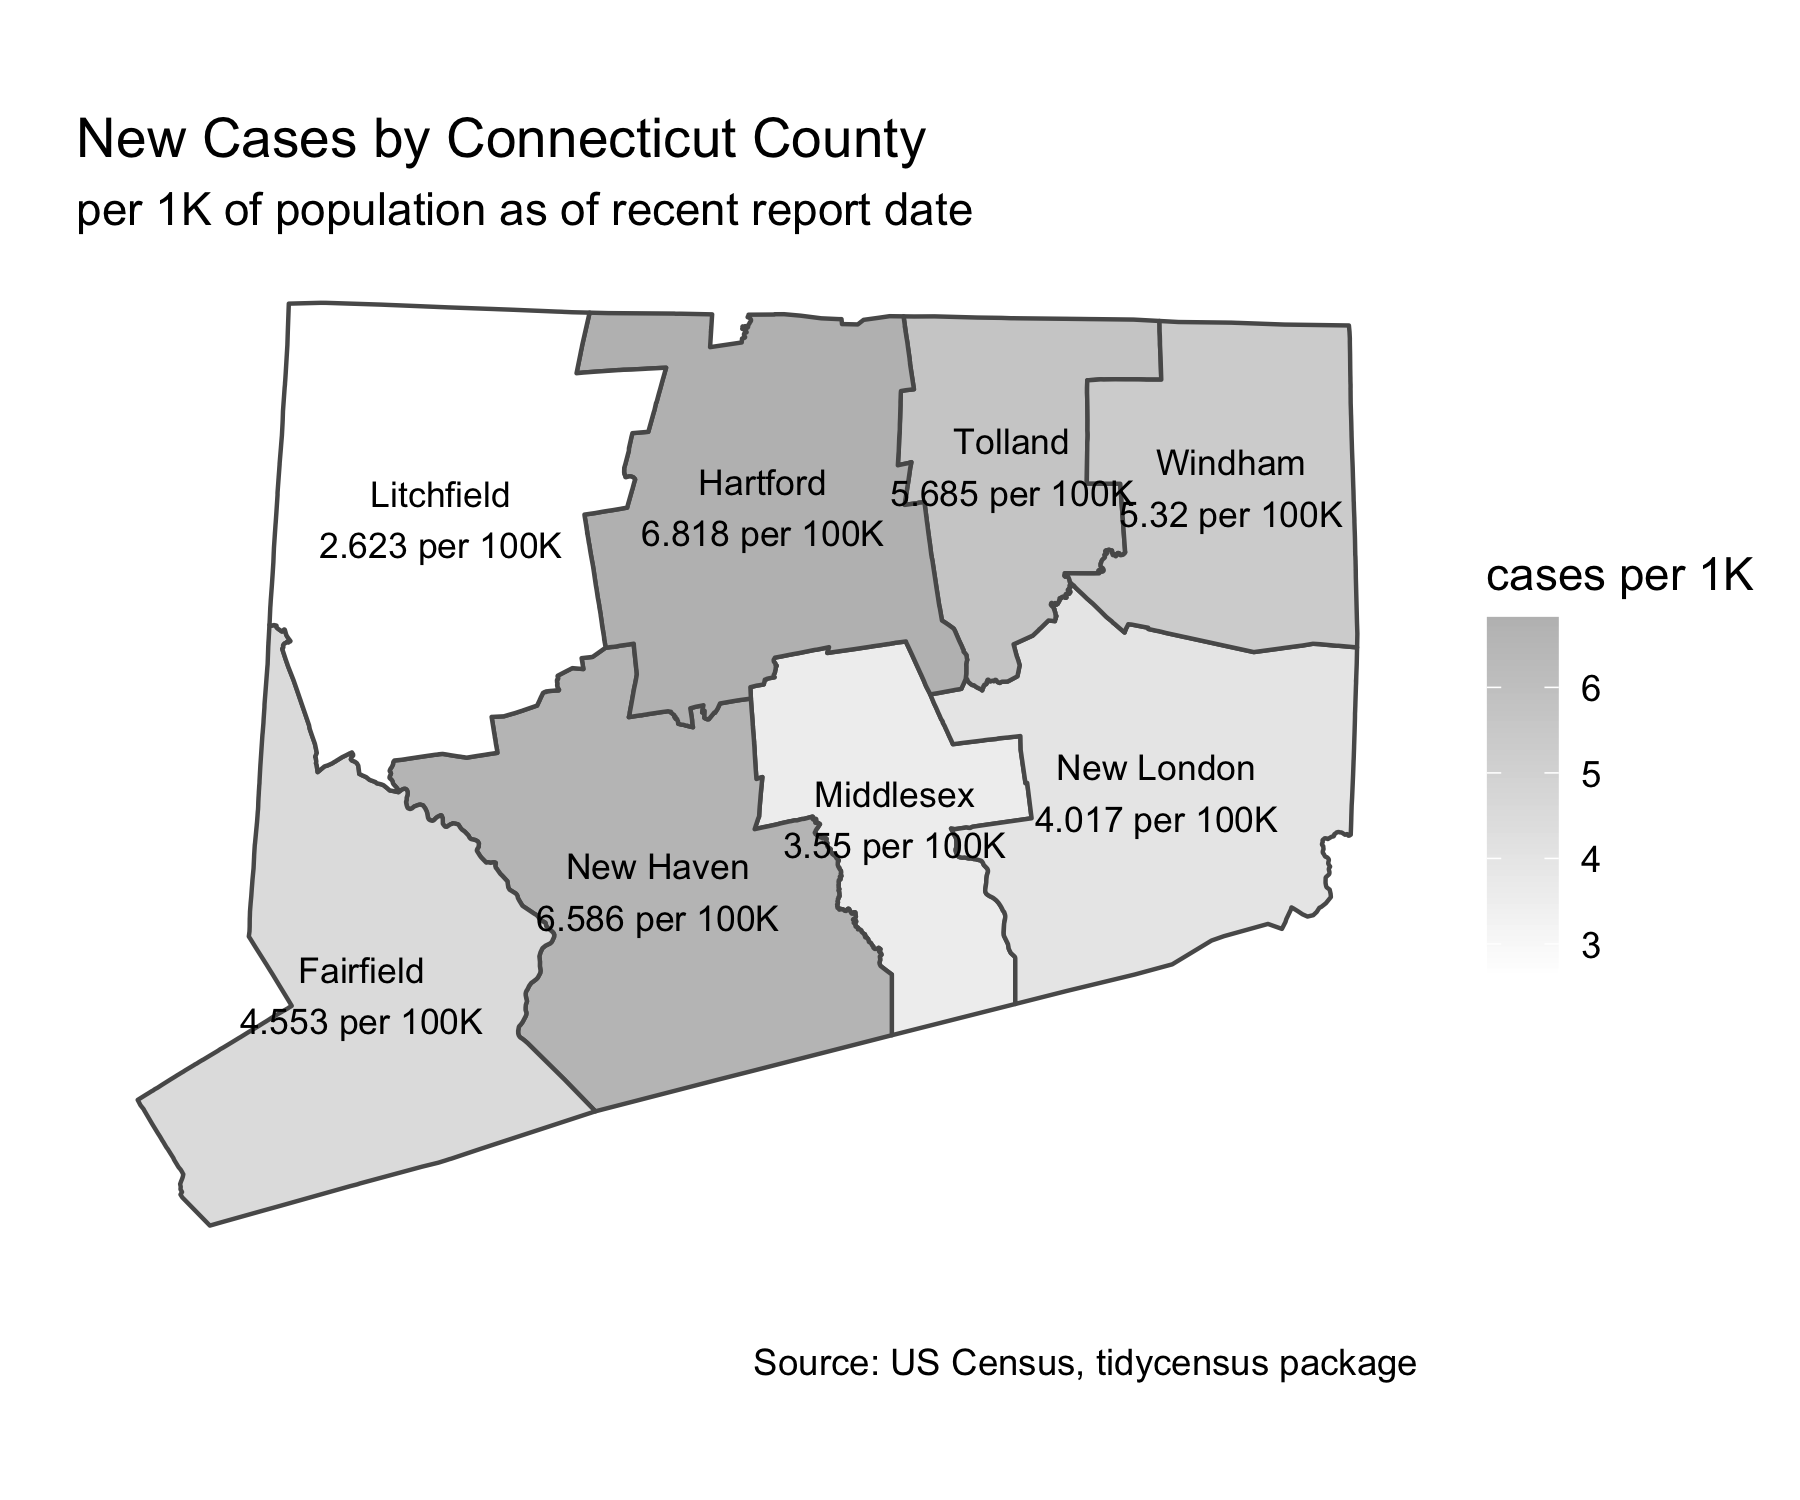 New Cases by Connecticut County
per 1K of population as of recent report date
Litchfield
2.623 per 100K
Hartford
6.818 per 100K
Tolland
5.685 per 100K
Windham
5.32 per 100K
Middlesex
3.55 per 100K
New London
4.017 per 100K
New Haven
6.586 per 100K
Fairfield
4.553 per 100K
cases per 1K
6
5
4
3
Source: US Census, tidycensus package